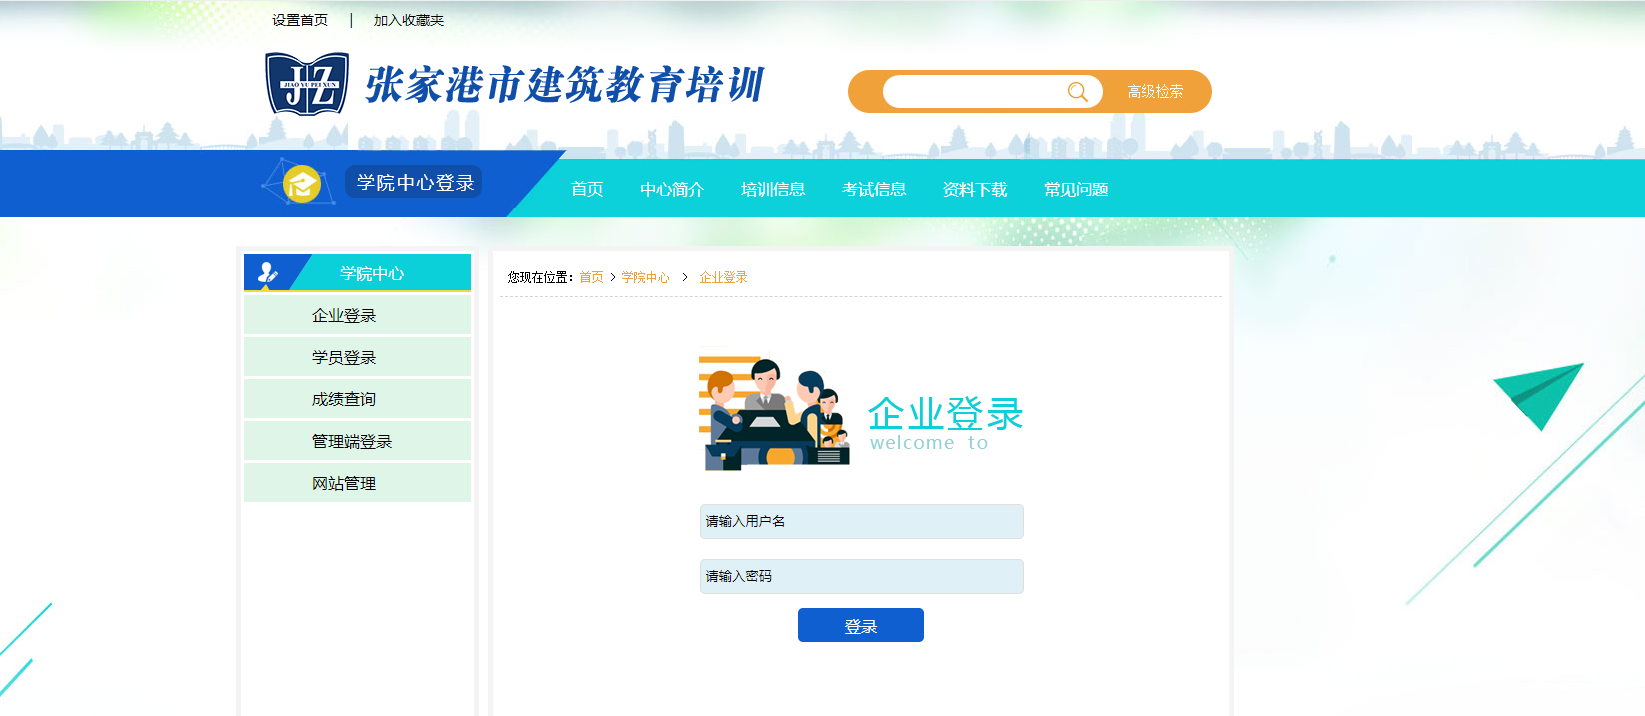 设置首页 | 加入收藏夹
JZ
JIAO YU PEI XUN
张家港市建筑教育培训
高级检索
学院中心登录
首页 中心简介 培训信息 考试信息 资料下载 常见问题
学院中心
企业登录
学员登录
成绩查询
管理端登录
网站管理
您现在位置：首页 > 学院中心 > 企业登录
企业登录
welcome to
请输入用户名
请输入密码
登录